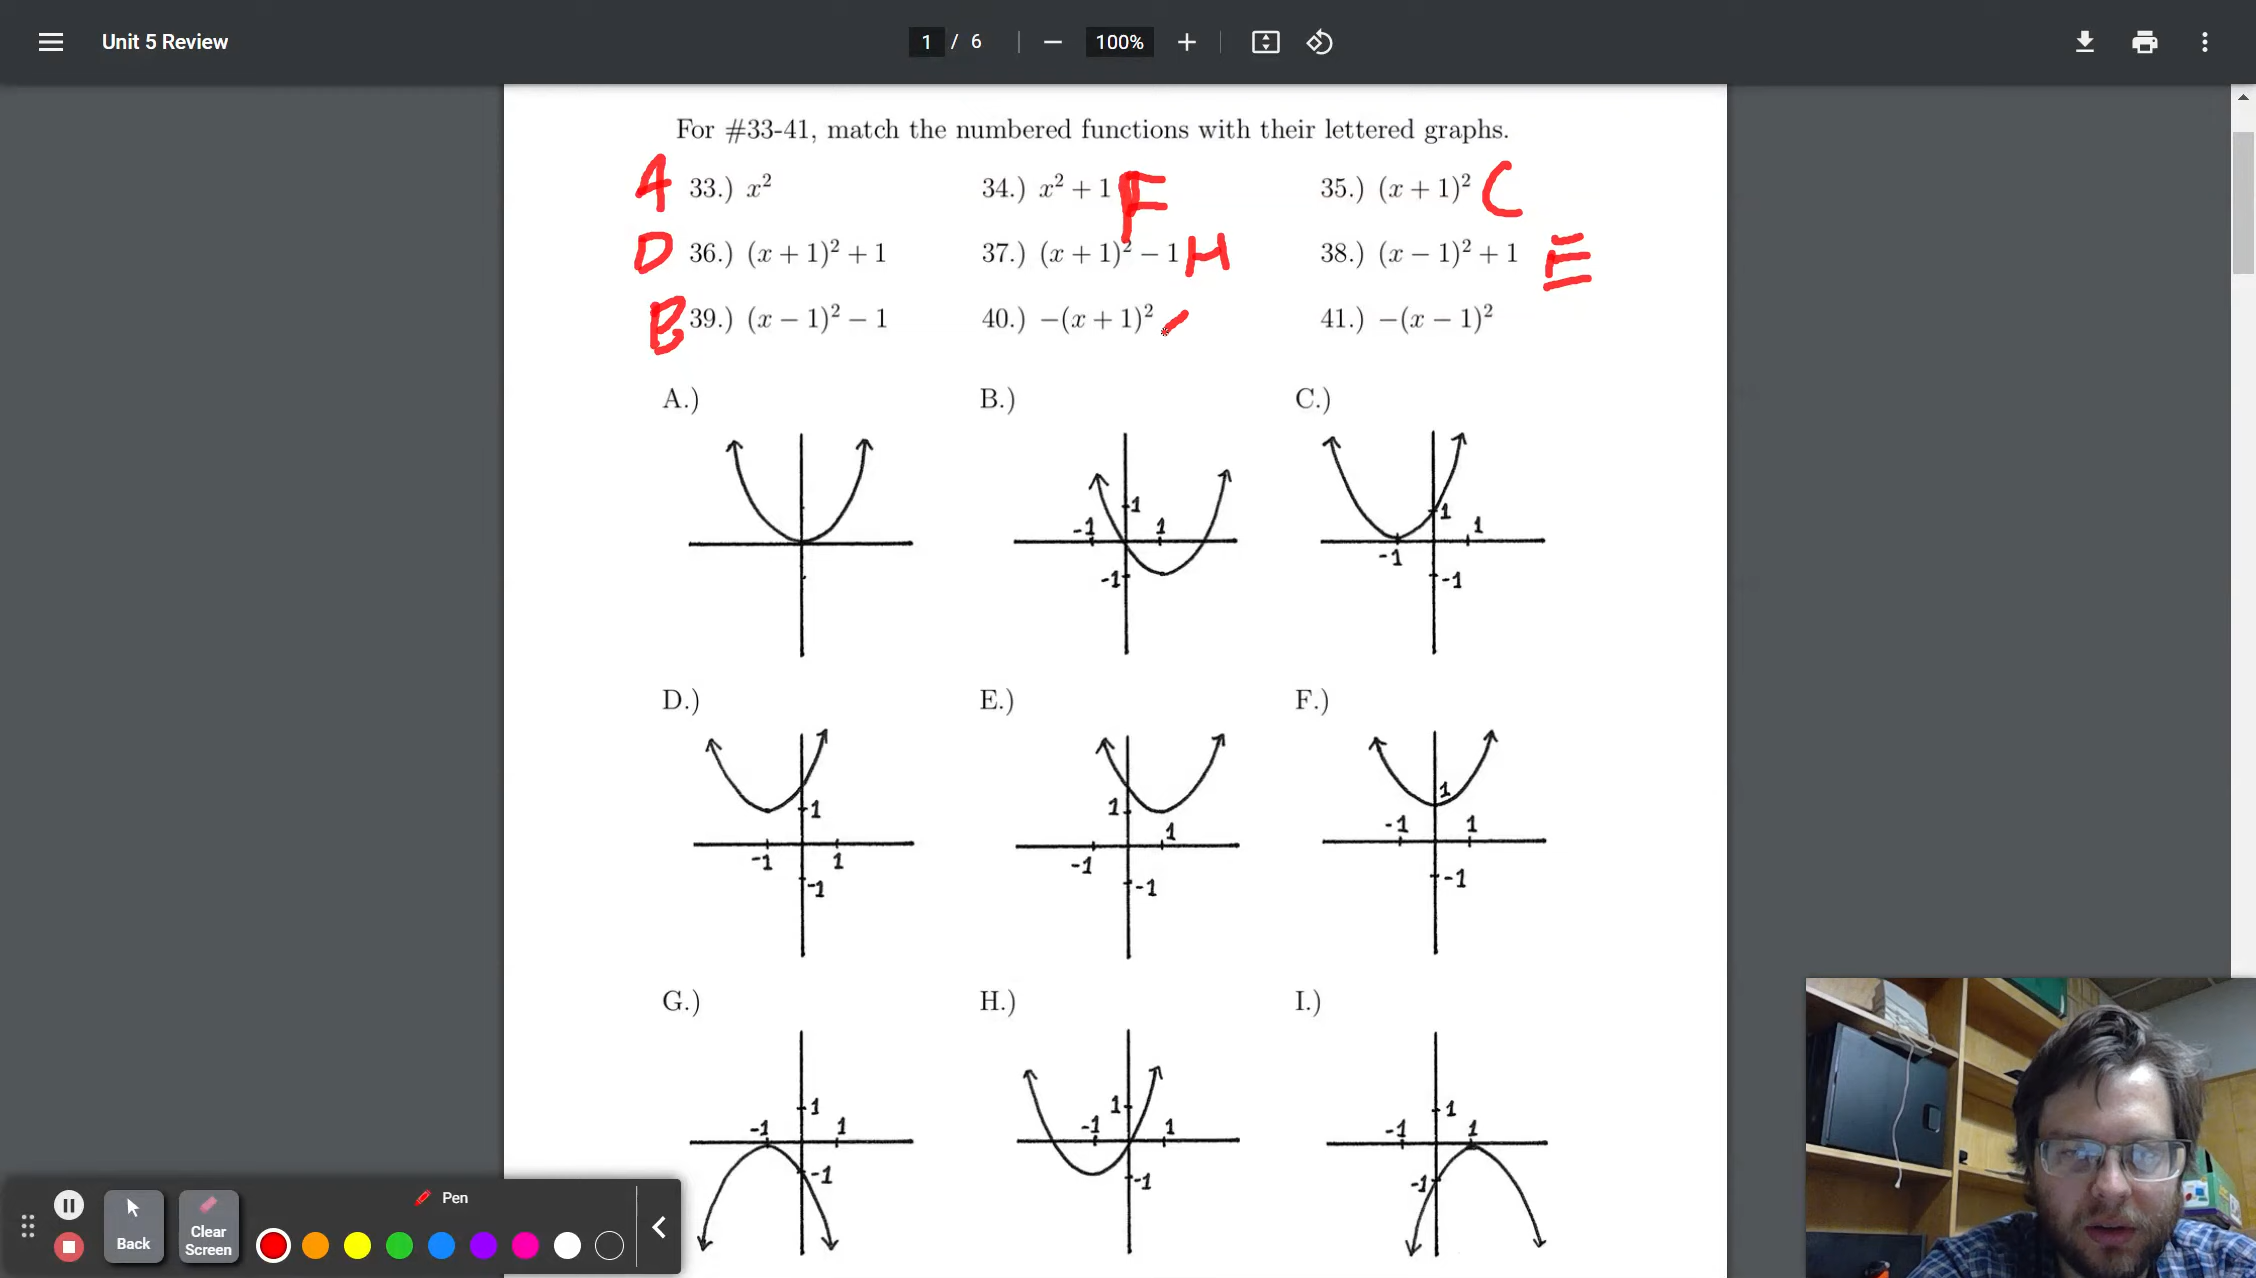 Unit 5 Review
1 / 6
100%
For #33-41, match the numbered functions with their lettered graphs.
A 33.) x² 34.) x² + 1 F 35.) (x + 1)² C
D 36.) (x + 1)² + 1 37.) (x + 1)² − 1 H 38.) (x − 1)² + 1 E
B 39.) (x − 1)² − 1 40.) −(x + 1)² 41.) −(x − 1)²
A.) B.) C.)
1
-1 1
-1
1
1
-1
-1
D.) E.) F.)
1
-1 1
-1
1
1
-1
-1
1
-1 1
-1
G.) H.) I.)
1
-1 1
-1
1
-1 1
-1
1
-1 1
-1
Pen
Back
Clear
Screen